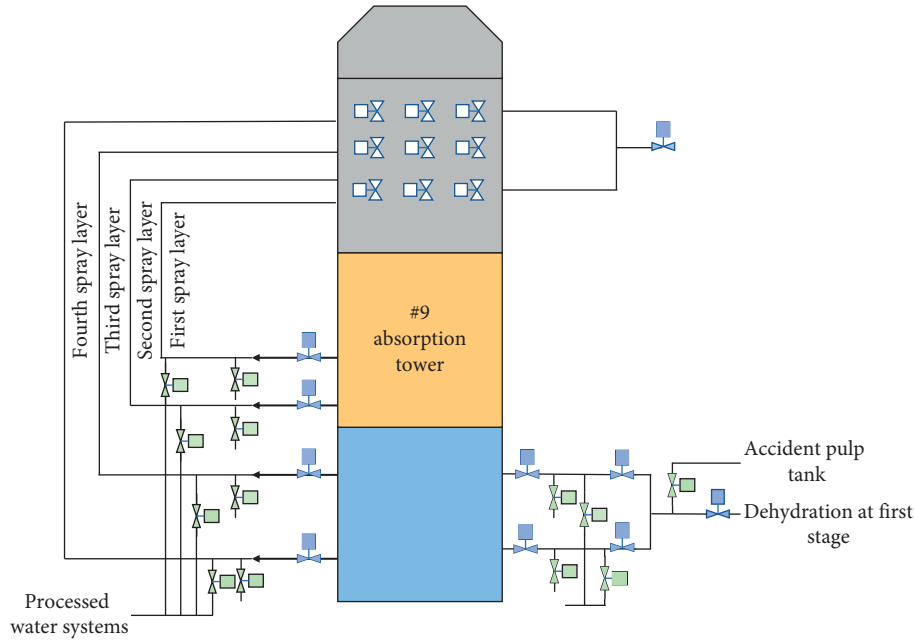 Fourth spray layer
Third spray layer
Second spray layer
First spray layer
#9
absorption
tower
Accident pulp
tank
Dehydration at first
stage
Processed
water systems